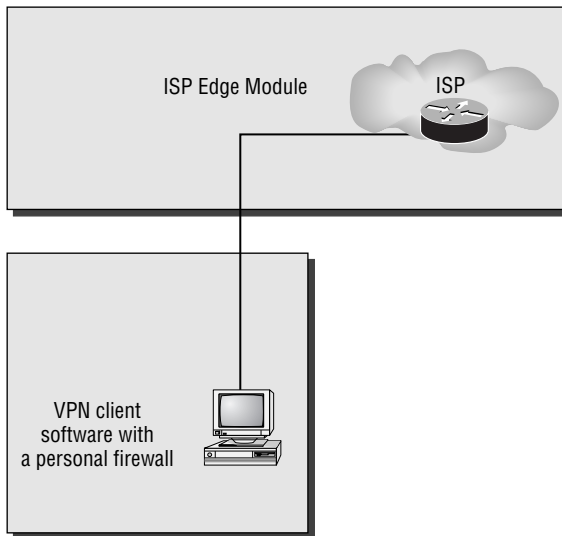 ISP Edge Module
ISP
VPN client
software with
a personal firewall